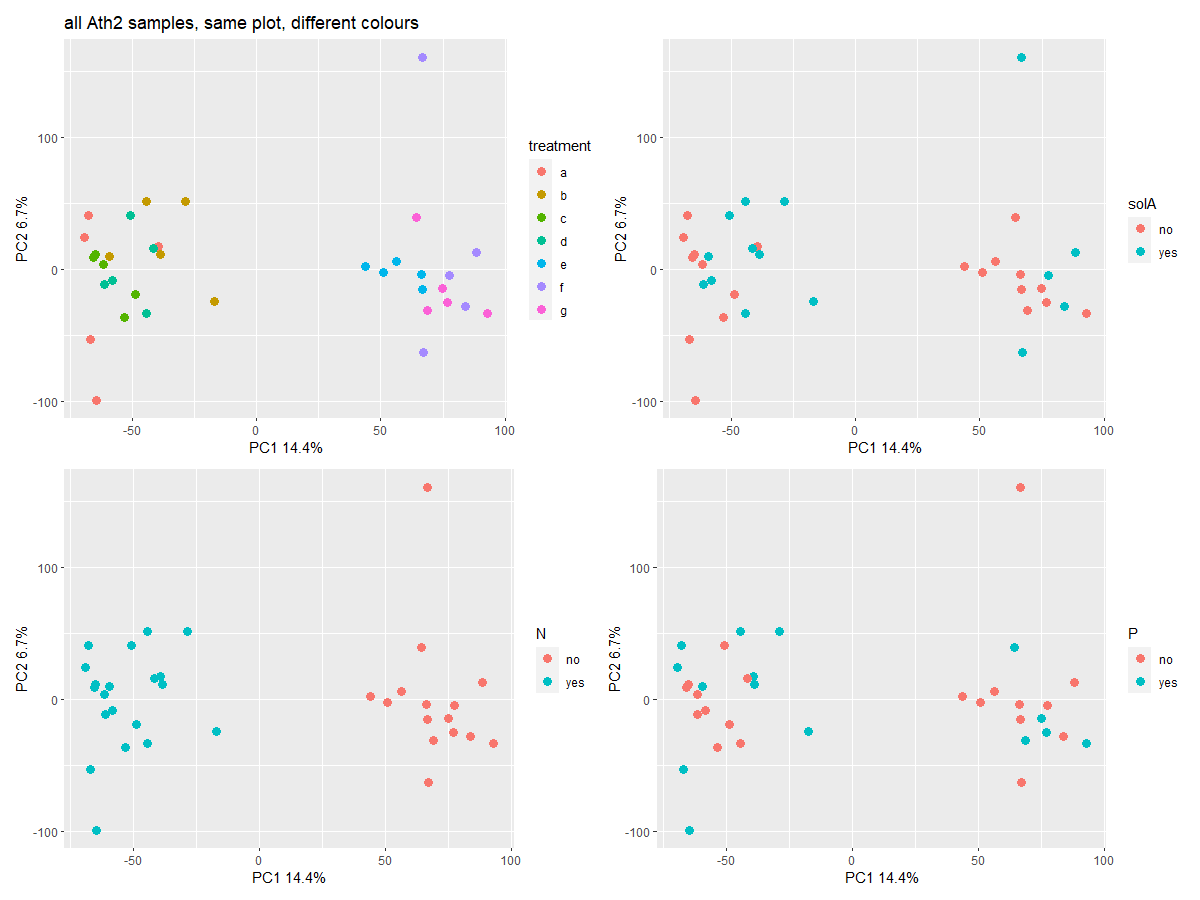 all Ath2 samples, same plot, different colours
100
0
-100
-50
0
50
100
PC1 14.4%
PC2 6.7%
treatment
a
b
c
d
e
f
g
100
0
-100
-50
0
50
100
PC1 14.4%
PC2 6.7%
solA
no
yes
100
0
-100
-50
0
50
100
PC1 14.4%
PC2 6.7%
N
no
yes
100
0
-100
-50
0
50
100
PC1 14.4%
PC2 6.7%
P
no
yes